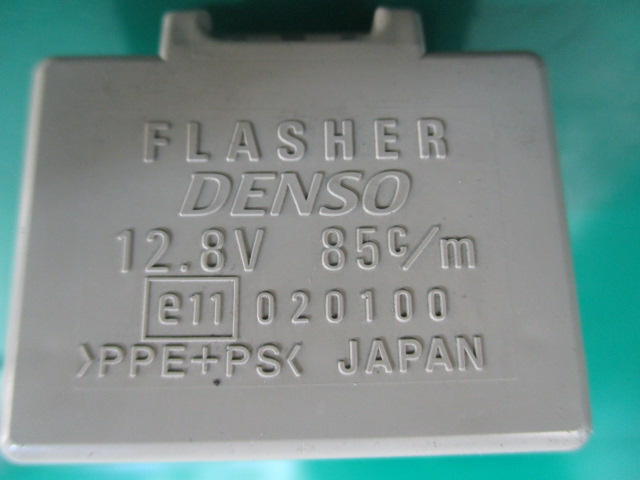 FLASHER
DENSO
12.8V 85c/m
e11 020100
>PPE+PS< JAPAN